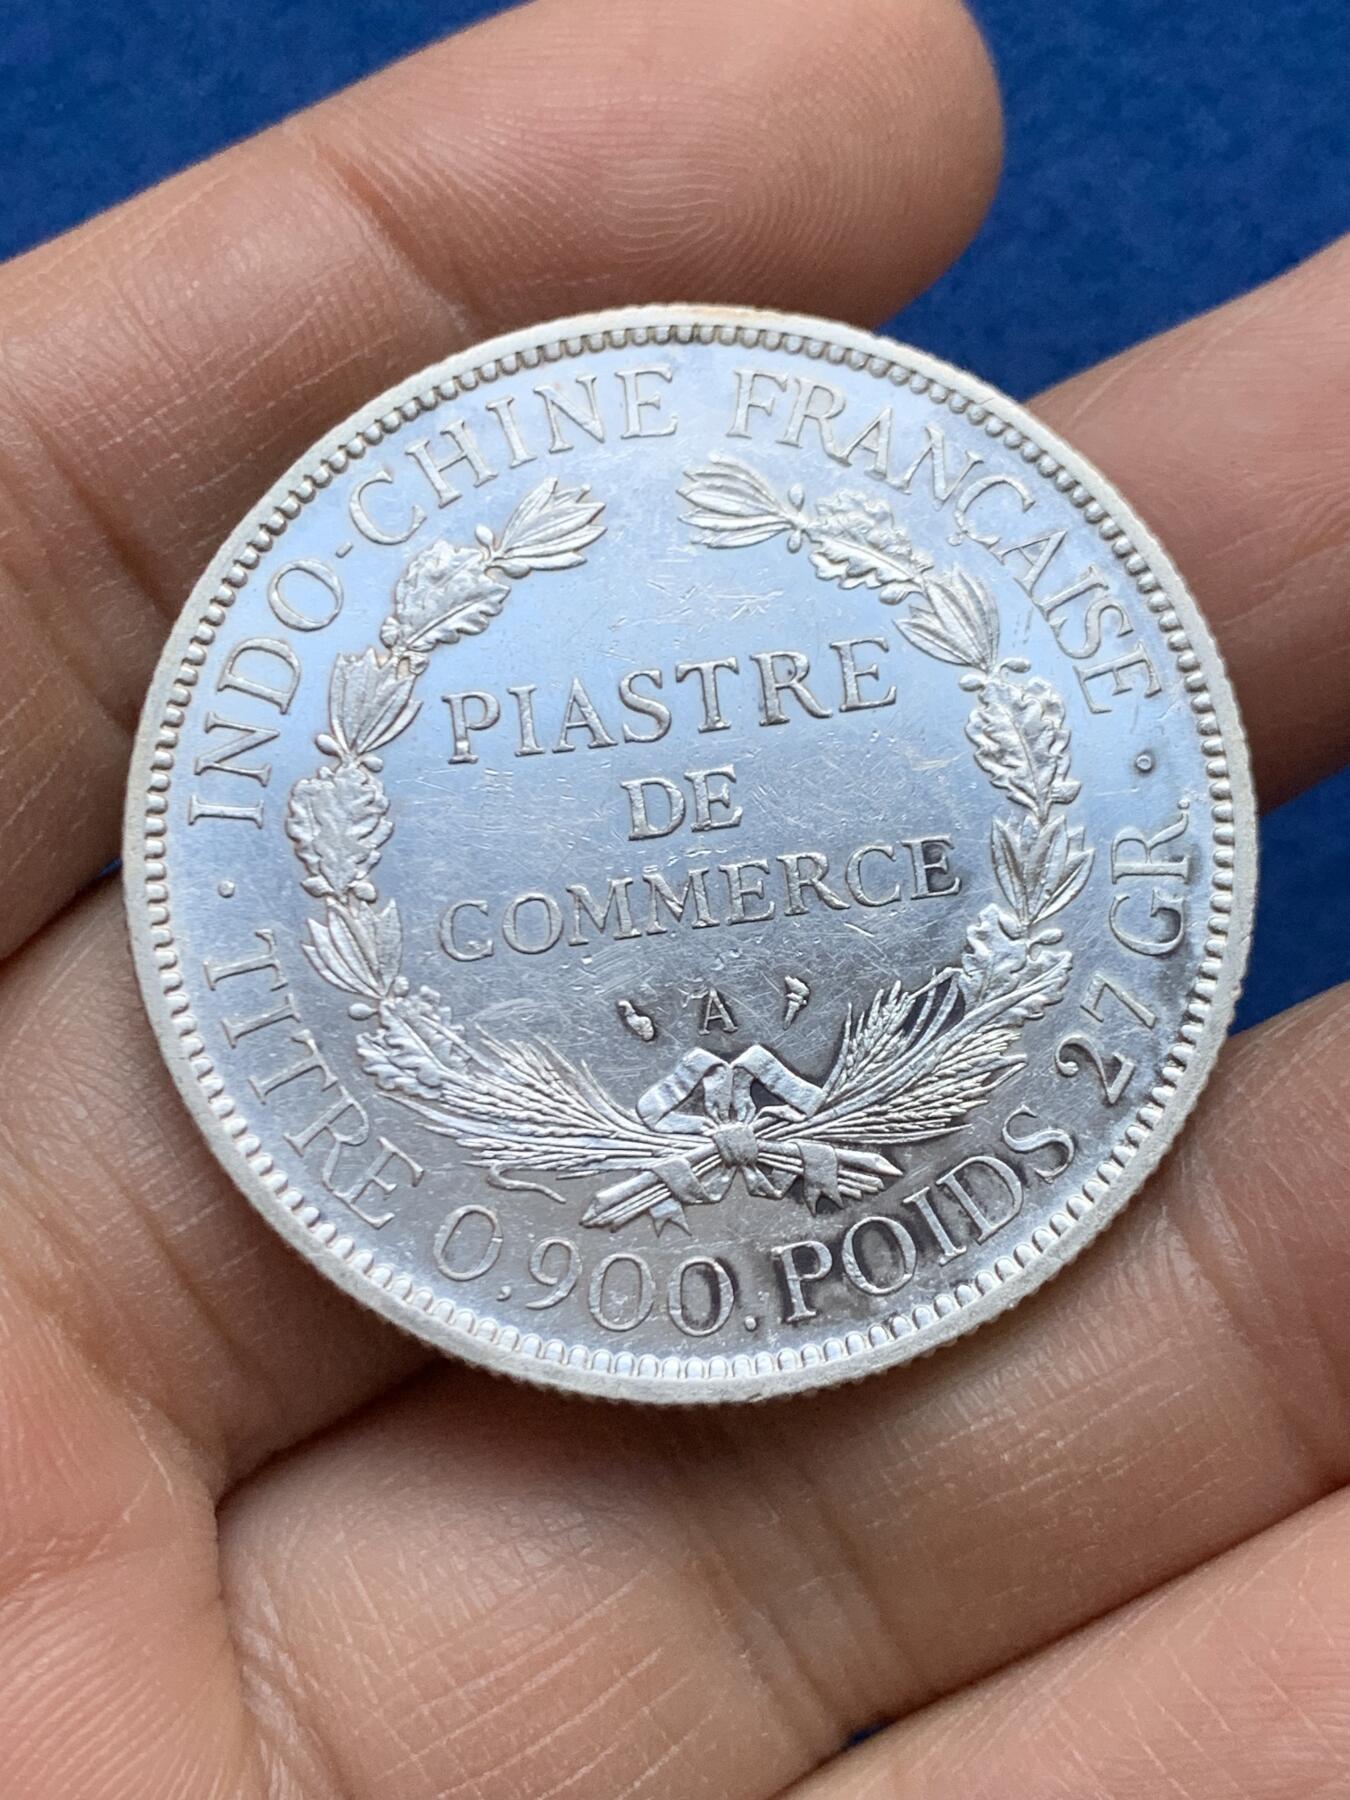 INDO-CHINE FRANÇAISE
PIASTRE
DE
COMMERCE
A
TITRE 0,900. POIDS 27 GR.